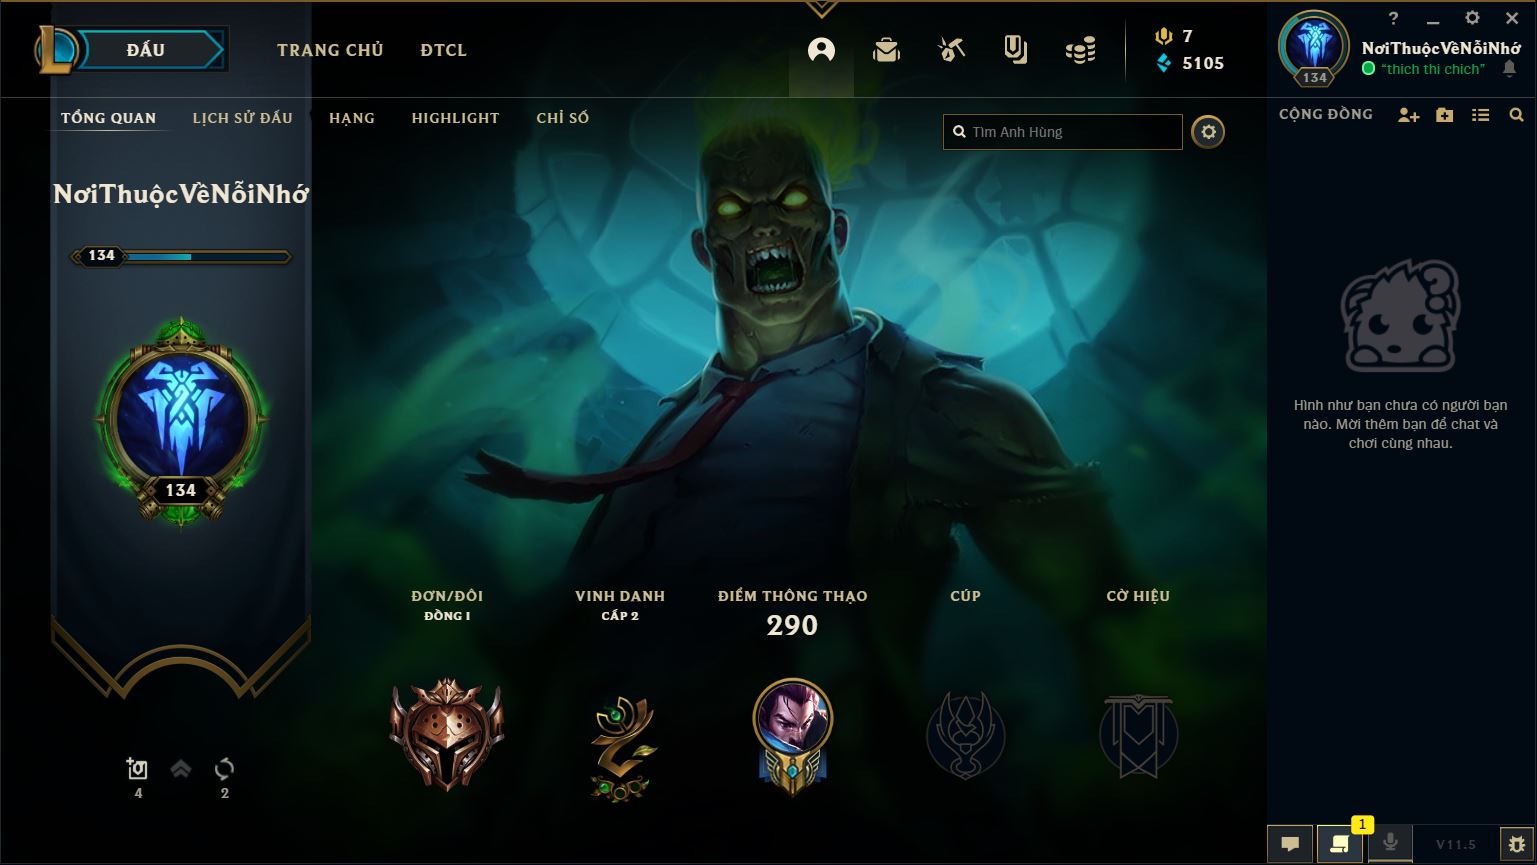 ĐẤU
TRANG CHỦ
ĐTCL
7
5105
?
NơiThuộcVềNỗiNhớ
134
“thich thi chich”
TỔNG QUAN
LỊCH SỬ ĐẤU
HẠNG
HIGHLIGHT
CHỈ SỐ
Tìm Anh Hùng
CỘNG ĐỒNG
NơiThuộcVềNỗiNhớ
134
134
Hình như bạn chưa có người bạn
nào. Mời thêm bạn để chat và
chơi cùng nhau.
ĐƠN/ĐÔI
ĐỒNG I
VINH DANH
CẤP 2
ĐIỂM THÔNG THẠO
290
CÚP
CỜ HIỆU
4
2
1
V11.5